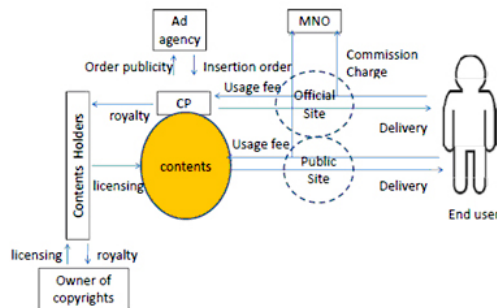 Ad
agency
MNO
Order publicity
Insertion order
Commission
Charge
Usage fee
CP
Official
Site
royalty
Delivery
Contents Holders
Usage fee
contents
Public
Site
licensing
Delivery
End user
licensing
royalty
Owner of
copyrights